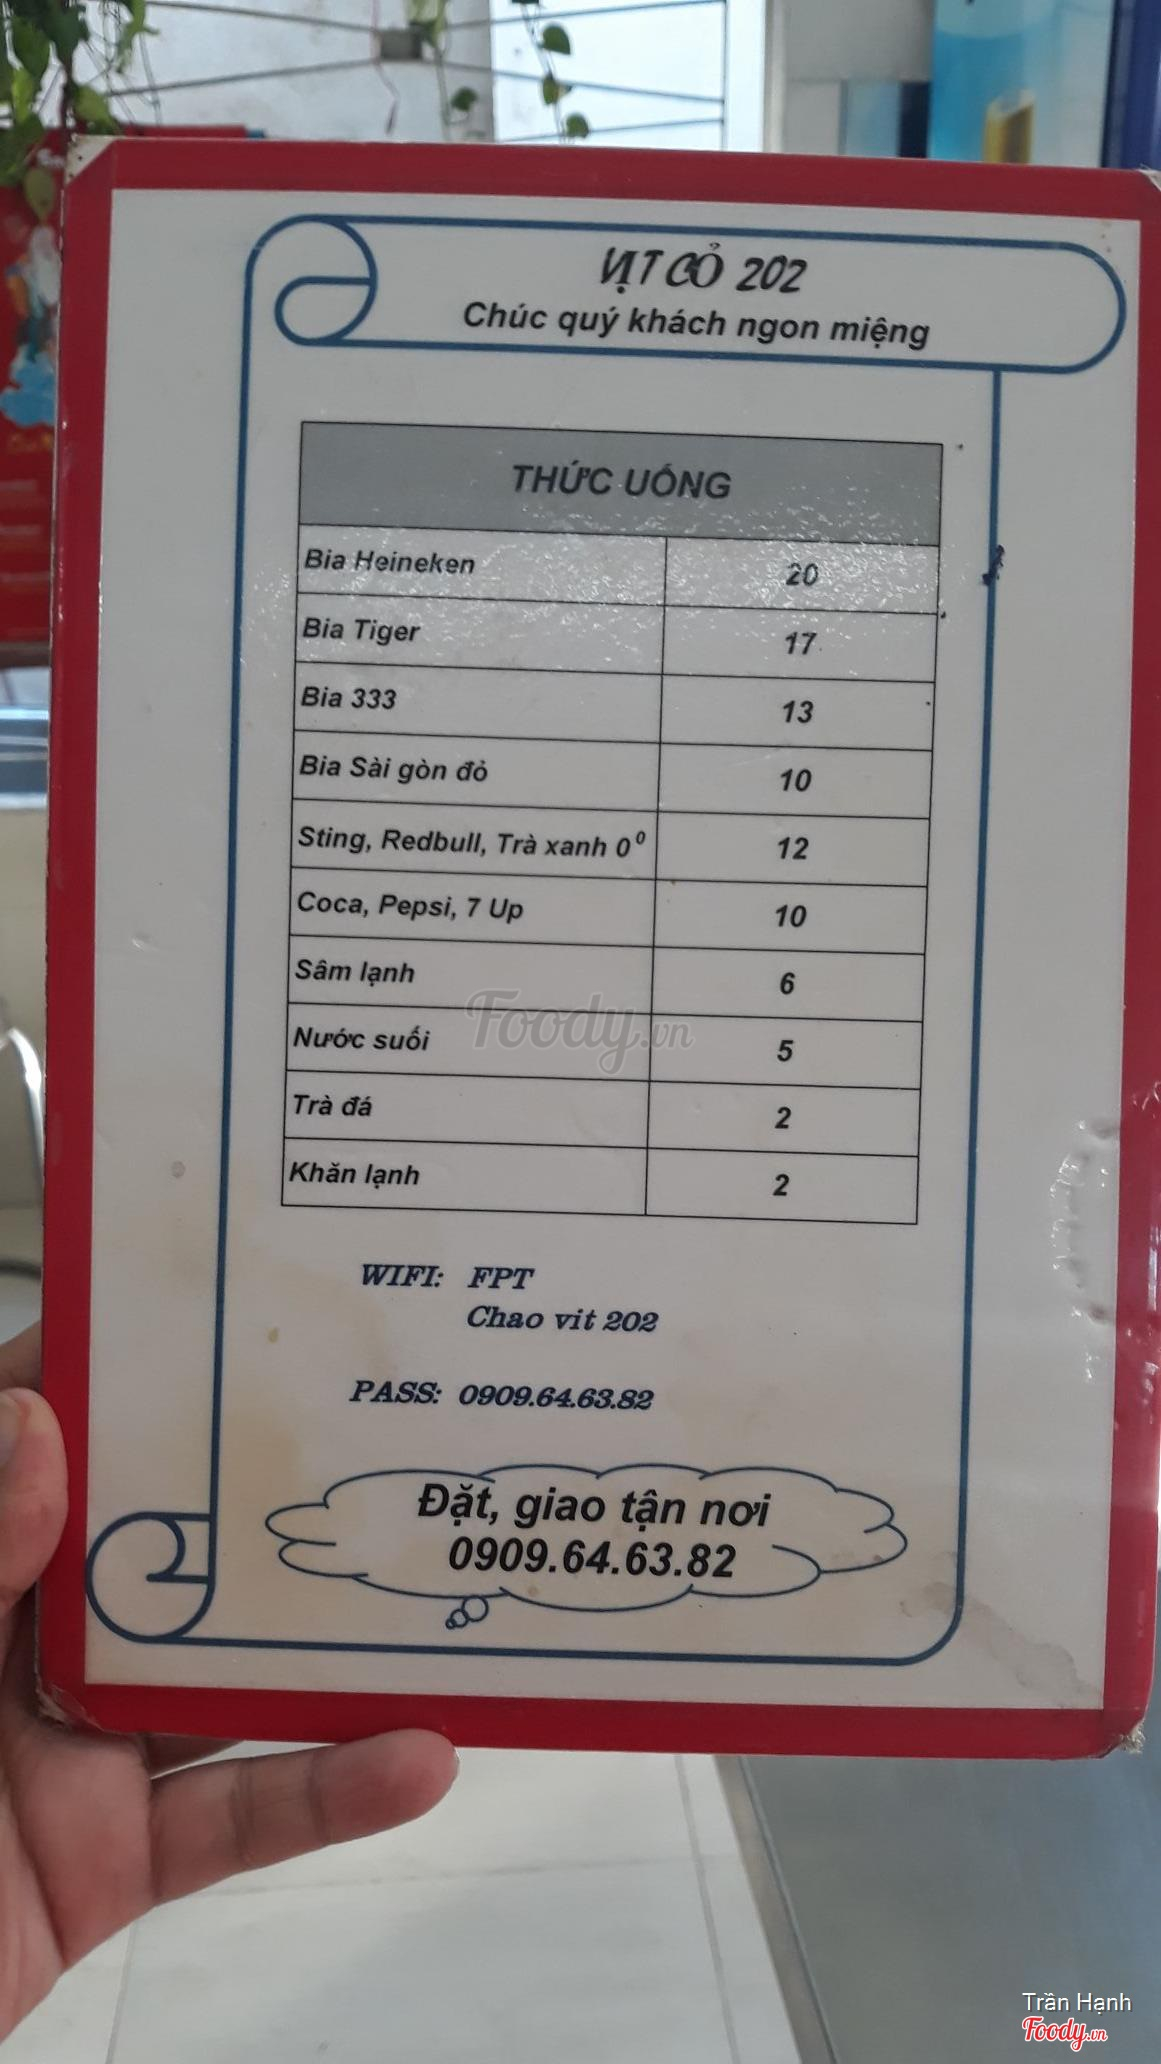 VỊT CỎ 202
Chúc quý khách ngon miệng
THỨC UỐNG
Bia Heineken 20
Bia Tiger 17
Bia 333 13
Bia Sài gòn đỏ 10
Sting, Redbull, Trà xanh 0⁰ 12
Coca, Pepsi, 7 Up 10
Sâm lạnh 6
Nước suối 5
Trà đá 2
Khăn lạnh 2
Foody.vn
WIFI: FPT
Chao vit 202
PASS: 0909.64.63.82
Đặt, giao tận nơi
0909.64.63.82
Trần Hạnh
Foody.vn